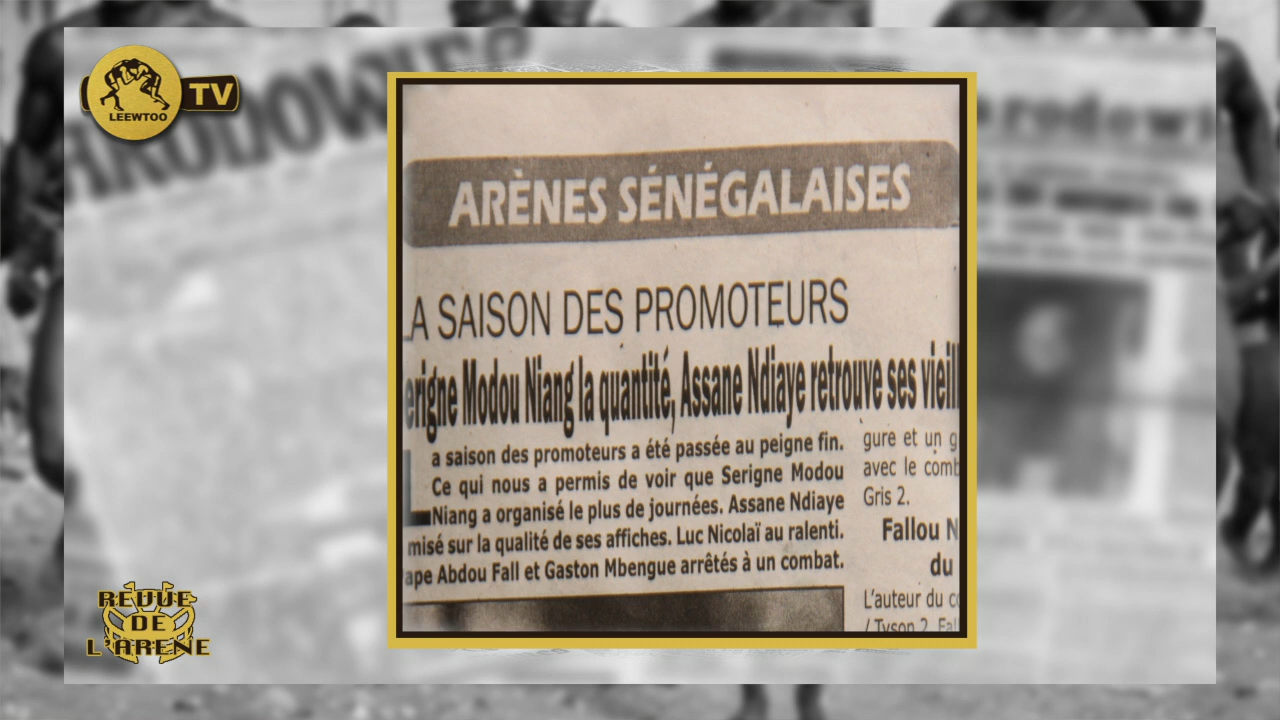 LEEWTOO
TV
ARÈNES SÉNÉGALAISES
LA SAISON DES PROMOTEURS
erigne Modou Niang la quantité, Assane Ndiaye retrouve ses vieil
La saison des promoteurs a été passée au peigne fin.
Ce qui nous a permis de voir que Serigne Modou
Niang a organisé le plus de journées. Assane Ndiaye
misé sur la qualité de ses affiches. Luc Nicolaï au ralenti.
ape Abdou Fall et Gaston Mbengue arrêtés à un combat.
gure et un g
avec le comb
Gris 2.
Fallou N
du
L'auteur du co
/ Tyson 2, Fal
REVUE
DE
L'ARENE